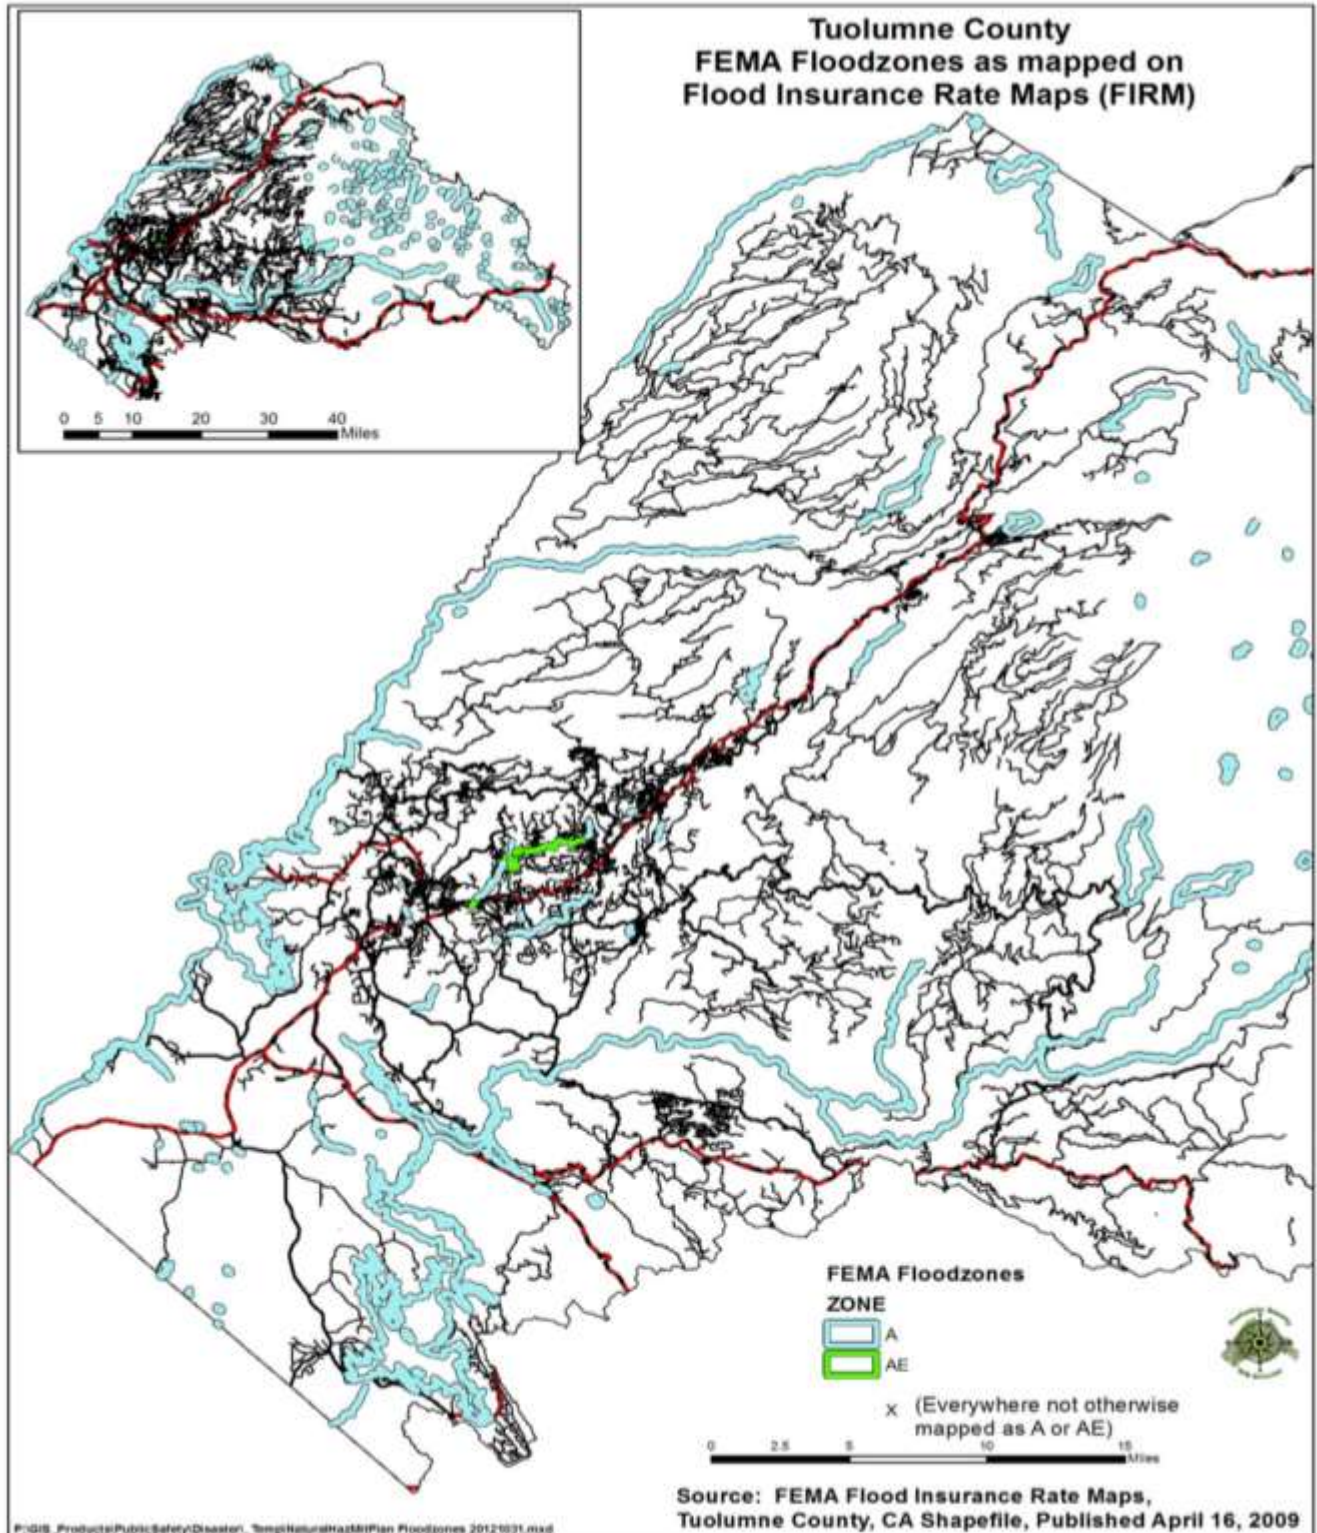 Tuolumne County
FEMA Floodzones as mapped on
Flood Insurance Rate Maps (FIRM)
0 5 10 20 30 40
Miles
FEMA Floodzones
ZONE
A
AE
X (Everywhere not otherwise
mapped as A or AE)
0 2.5 5 10 15
Miles
Source: FEMA Flood Insurance Rate Maps,
Tuolumne County, CA Shapefile, Published April 16, 2009